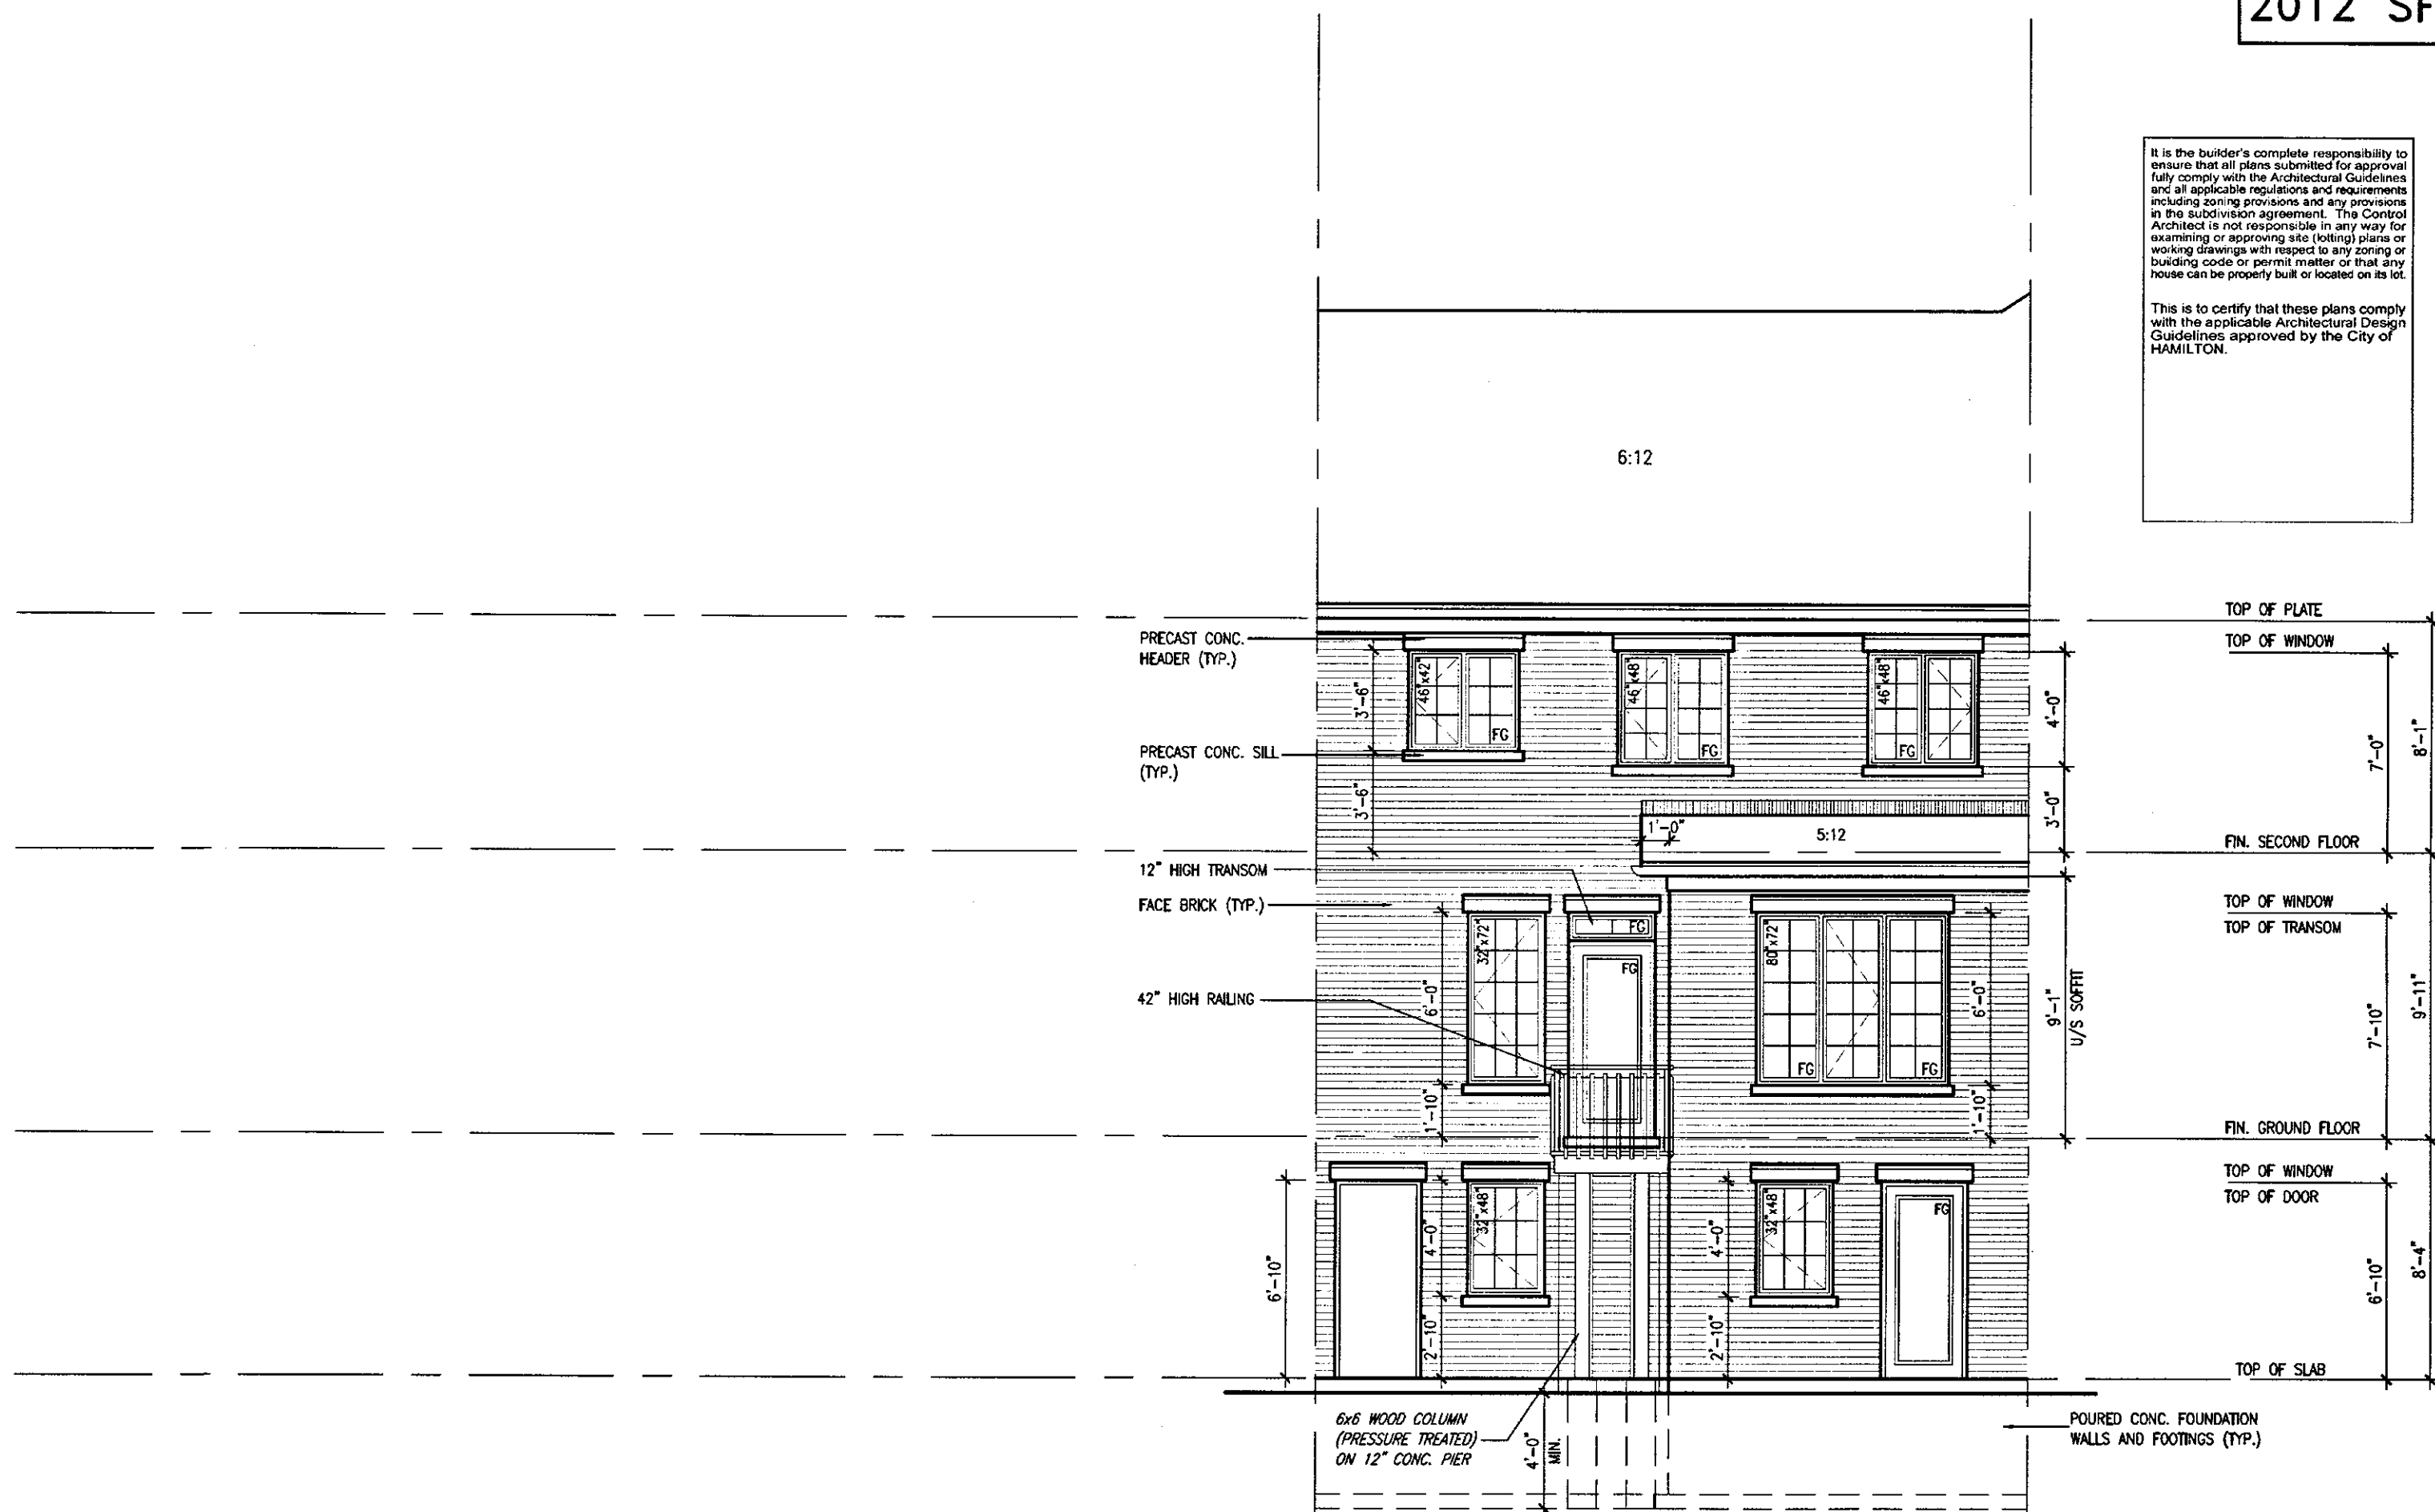 2012 SF
It is the builder's complete responsibility to
ensure that all plans submitted for approval
fully comply with the Architectural Guidelines
and all applicable regulations and requirements
including zoning provisions and any provisions
in the subdivision agreement. The Control
Architect is not responsible in any way for
examining or approving site (lotting) plans or
working drawings with respect to any zoning or
building code or permit matter or that any
house can be properly built or located on its lot.
This is to certify that these plans comply
with the applicable Architectural Design
Guidelines approved by the City of
HAMILTON.
6:12
TOP OF PLATE
PRECAST CONC.
HEADER (TYP.)
TOP OF WINDOW
46"x42"
46"x48"
46"x48"
3'-6"
4'-0"
7'-0"
8'-1"
FG
FG
FG
PRECAST CONC. SILL
(TYP.)
3'-6"
3'-0"
1'-0"
5:12
FIN. SECOND FLOOR
12" HIGH TRANSOM
FACE BRICK (TYP.)
TOP OF WINDOW
TOP OF TRANSOM
FG
32"x72"
80"x72"
FG
42" HIGH RAILING
6'-0"
6'-0"
9'-1"
U/S SOFFIT
7'-10"
9'-11"
FG
FG
1'-10"
1'-10"
FIN. GROUND FLOOR
TOP OF WINDOW
TOP OF DOOR
32"x48"
32"x48"
FG
6'-10"
4'-0"
4'-0"
6'-10"
8'-4"
2'-10"
2'-10"
TOP OF SLAB
6x6 WOOD COLUMN
(PRESSURE TREATED)
ON 12" CONC. PIER
4'-0"
MIN.
POURED CONC. FOUNDATION
WALLS AND FOOTINGS (TYP.)